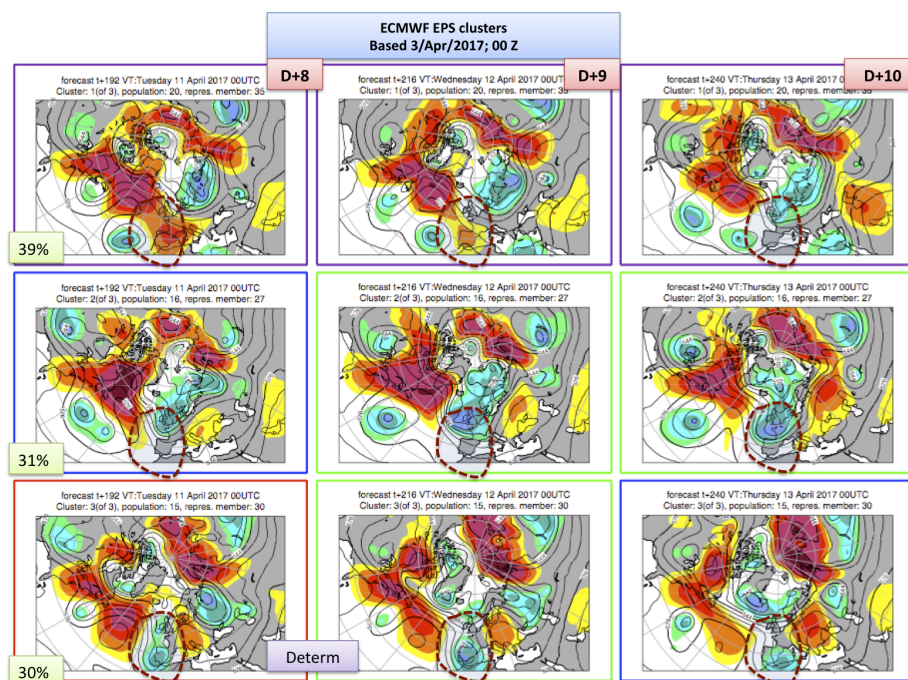 ECMWF EPS clusters
Based 3/Apr/2017; 00 Z
D+8
D+9
D+10
forecast t+192 VT:Tuesday 11 April 2017 00UTC
Cluster: 1(of 3), population: 20, repres. member: 35
forecast t+216 VT:Wednesday 12 April 2017 00UTC
Cluster: 1(of 3), population: 20, repres. member: 35
forecast t+240 VT:Thursday 13 April 2017
Cluster: 1(of 3), population: 20, repres. member: 35
39%
forecast t+192 VT:Tuesday 11 April 2017 00UTC
Cluster: 2(of 3), population: 16, repres. member: 27
forecast t+216 VT:Wednesday 12 April 2017 00UTC
Cluster: 2(of 3), population: 16, repres. member: 27
forecast t+240 VT:Thursday 13 April 2017 00UTC
Cluster: 2(of 3), population: 16, repres. member: 27
31%
forecast t+192 VT:Tuesday 11 April 2017 00UTC
Cluster: 3(of 3), population: 15, repres. member: 30
forecast t+216 VT:Wednesday 12 April 2017 00UTC
Cluster: 3(of 3), population: 15, repres. member: 30
forecast t+240 VT:Thursday 13 April 2017 00UTC
Cluster: 3(of 3), population: 15, repres. member: 30
Determ
30%